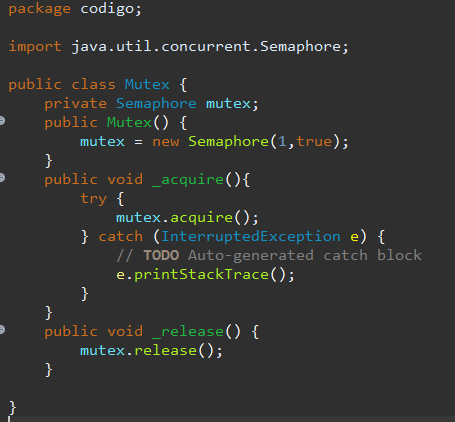 package codigo;
import java.util.concurrent.Semaphore;
public class Mutex {
private Semaphore mutex;
public Mutex() {
mutex = new Semaphore(1,true);
}
public void _acquire(){
try {
mutex.acquire();
} catch (InterruptedException e) {
// TODO Auto-generated catch block
e.printStackTrace();
}
}
public void _release() {
mutex.release();
}
}